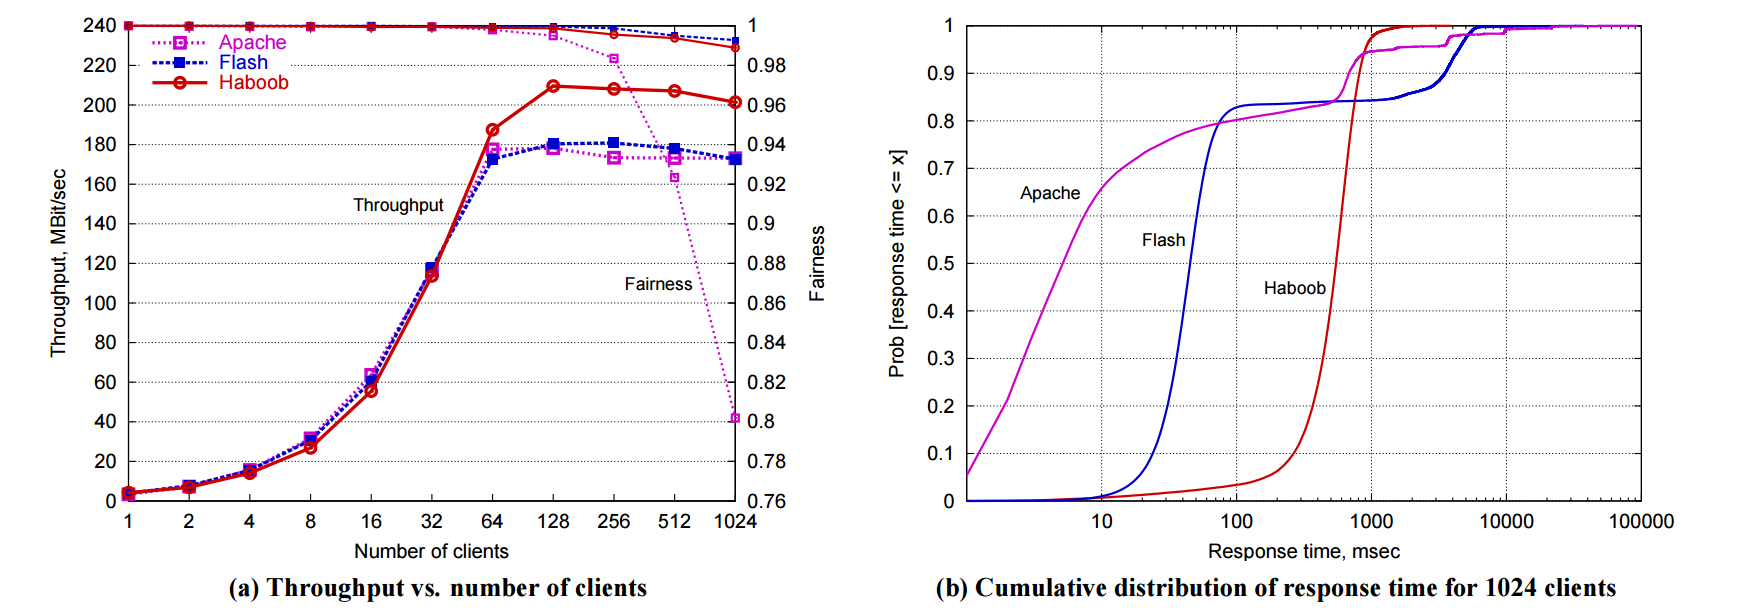 240
220
200
180
160
140
120
100
80
60
40
20
0
Throughput, MBit/sec
Apache
Flash
Haboob
Throughput
Fairness
1
0.98
0.96
0.94
0.92
0.9
0.88
0.86
0.84
0.82
0.8
0.78
0.76
Fairness
1 2 4 8 16 32 64 128 256 512 1024
Number of clients
(a) Throughput vs. number of clients
1
0.9
0.8
0.7
0.6
0.5
0.4
0.3
0.2
0.1
0
Prob [response time <= x]
Apache
Flash
Haboob
10 100 1000 10000 100000
Response time, msec
(b) Cumulative distribution of response time for 1024 clients